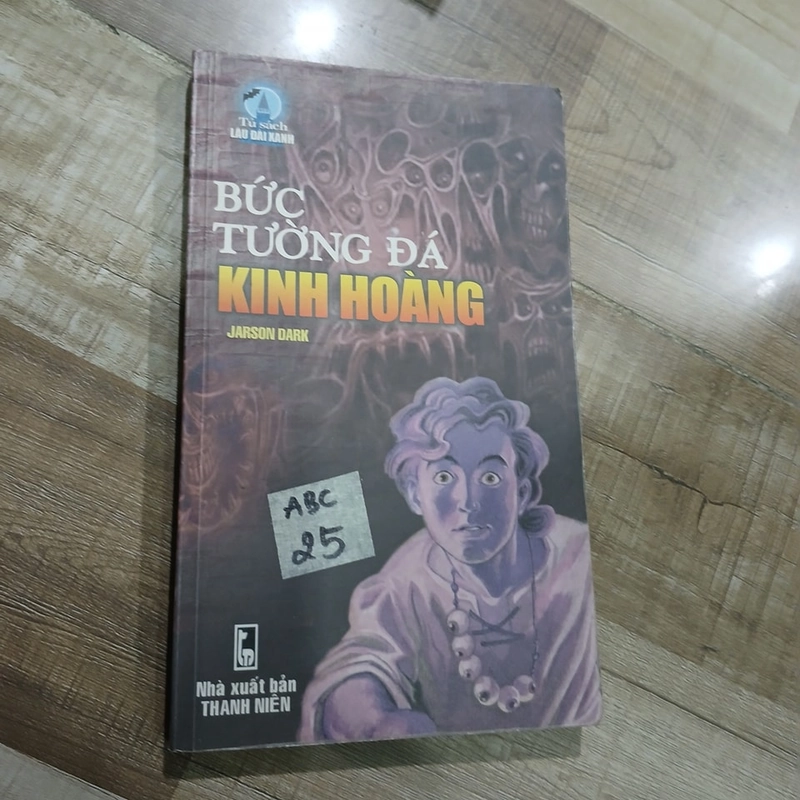 Tủ sách
LÂU ĐÀI XANH
BỨC
TƯỜNG ĐÁ
KINH HOÀNG
JARSON DARK
ABC
25
Nhà xuất bản
THANH NIÊN